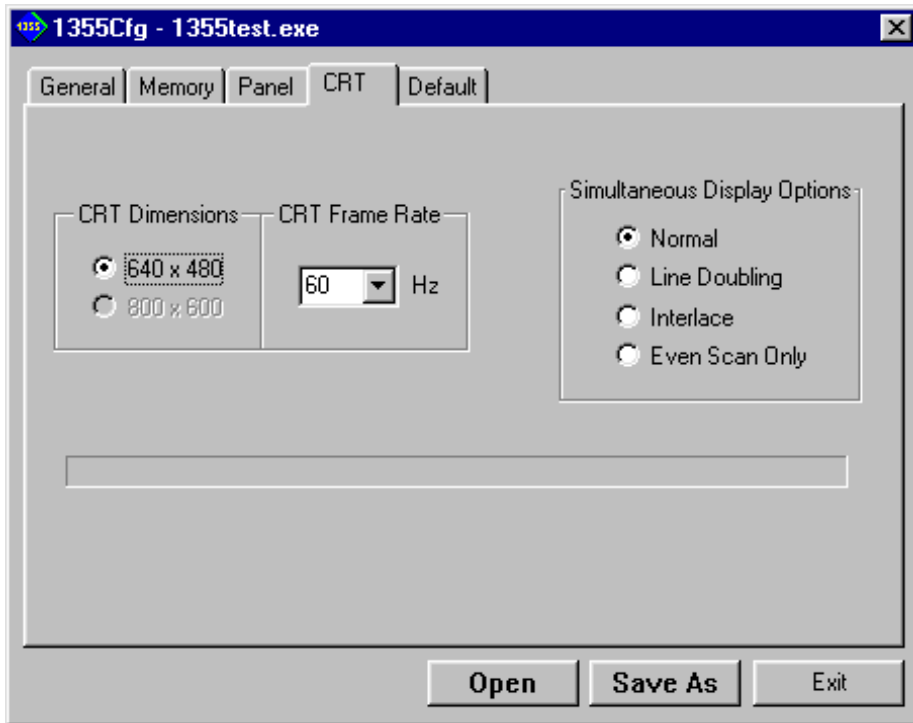 1355 1355Cfg - 1355test.exe
General Memory Panel CRT Default
CRT Dimensions
640 x 480
800 x 600
CRT Frame Rate
60 Hz
Simultaneous Display Options
Normal
Line Doubling
Interlace
Even Scan Only
Open Save As Exit